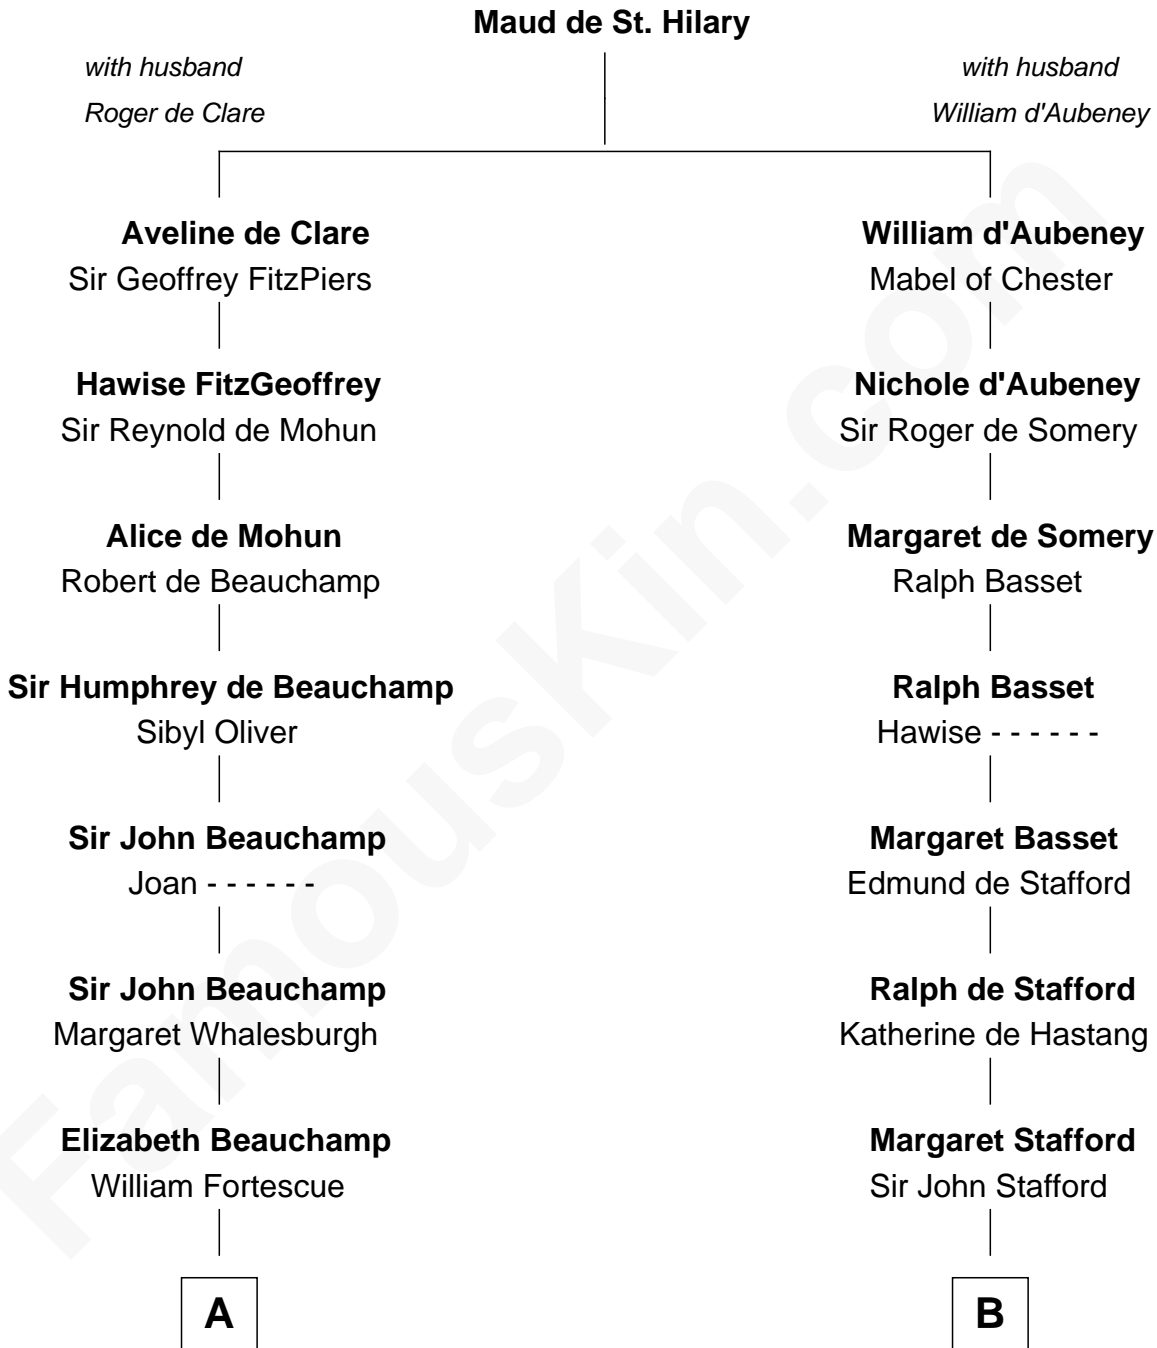 Maud de St. Hilary
with husband
Roger de Clare
with husband
William d'Aubeney
Aveline de Clare
Sir Geoffrey FitzPiers
William d'Aubeney
Mabel of Chester
Hawise FitzGeoffrey
Sir Reynold de Mohun
Nichole d'Aubeney
Sir Roger de Somery
Alice de Mohun
Robert de Beauchamp
Margaret de Somery
Ralph Basset
Sir Humphrey de Beauchamp
Sibyl Oliver
Ralph Basset
Hawise - - - - - -
Sir John Beauchamp
Joan - - - - - -
Margaret Basset
Edmund de Stafford
Sir John Beauchamp
Margaret Whalesburgh
Ralph de Stafford
Katherine de Hastang
Elizabeth Beauchamp
William Fortescue
Margaret Stafford
Sir John Stafford
A
B
FamousKin.com